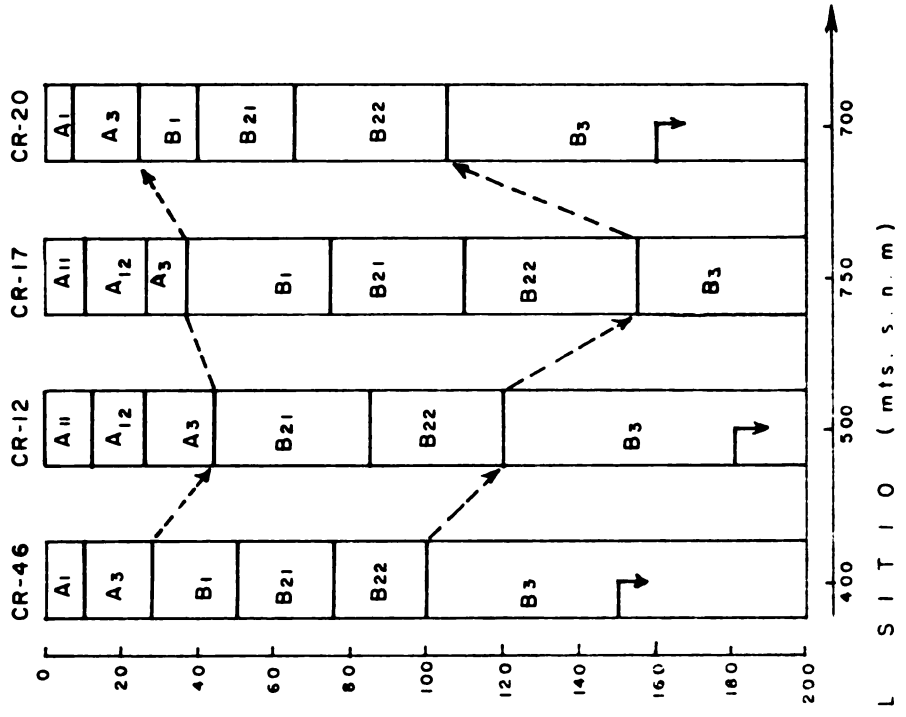 CR-46
CR-12
CR-17
CR-20
A1
A3
B1
B21
B22
B3
A11
A12
A3
B21
B22
B3
A11
A12
A3
B1
B21
B22
B3
A1
A3
B1
B21
B22
B3
0
20
40
60
80
100
120
140
160
180
200
400
500
750
700
L SITIO (mts. s.n.m)